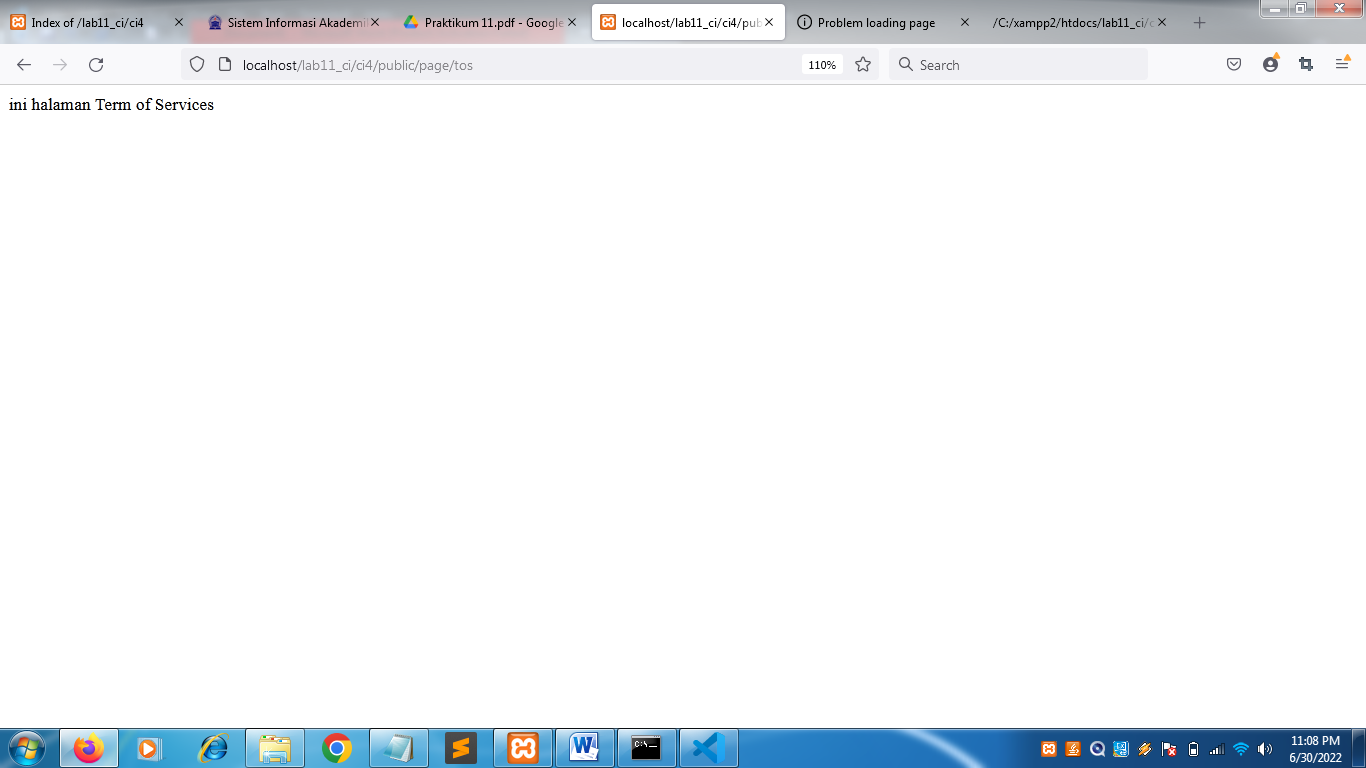 Index of /lab11_ci/ci4
Sistem Informasi Akademi
Praktikum 11.pdf - Google
localhost/lab11_ci/ci4/pub
Problem loading page
/C:/xampp2/htdocs/lab11_ci/c
localhost/lab11_ci/ci4/public/page/tos
110%
Search
ini halaman Term of Services
11:08 PM
6/30/2022